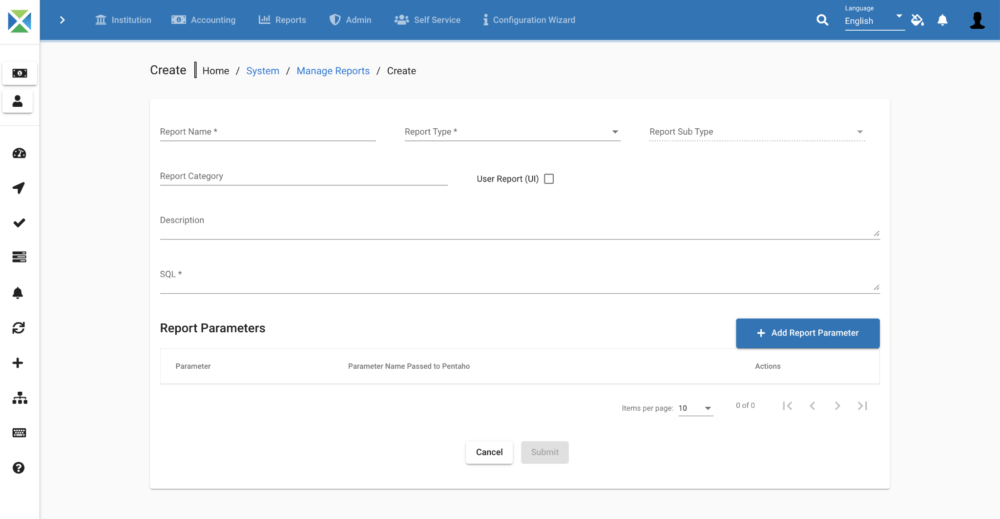 Institution Accounting Reports Admin Self Service Configuration Wizard
Language
English
Create Home / System / Manage Reports / Create
Report Name * Report Type * Report Sub Type
Report Category User Report (UI)
Description
SQL *
Report Parameters
Add Report Parameter
Parameter Parameter Name Passed to Pentaho Actions
Items per page: 10 0 of 0
Cancel Submit